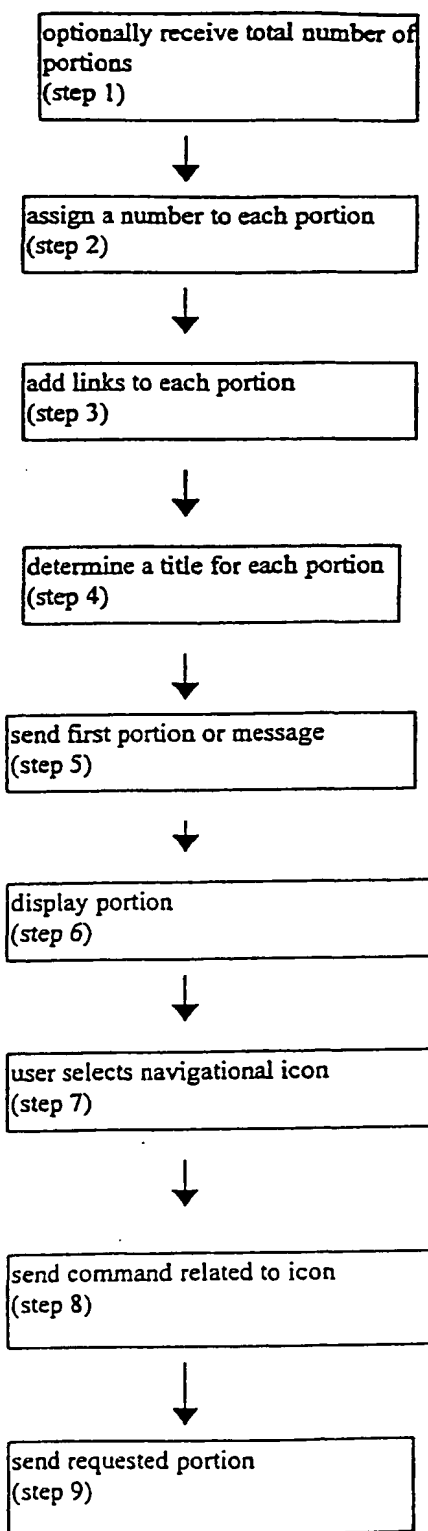 optionally receive total number of
portions
(step 1)
assign a number to each portion
(step 2)
add links to each portion
(step 3)
determine a title for each portion
(step 4)
send first portion or message
(step 5)
display portion
(step 6)
user selects navigational icon
(step 7)
send command related to icon
(step 8)
send requested portion
(step 9)